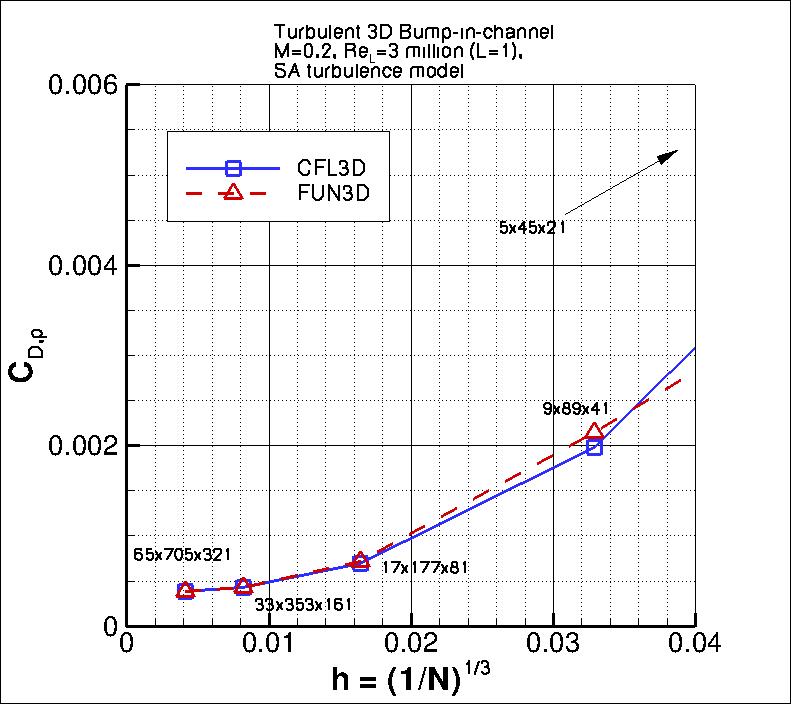 Turbulent 3D Bump-in-channel
M=0.2, Re_L=3 million (L=1),
SA turbulence model
0.006
CFL3D
FUN3D
5x45x21
0.004
C_D,p
9x89x41
0.002
65x705x321
17x177x81
33x353x161
0
0 0.01 0.02 0.03 0.04
h = (1/N)^1/3